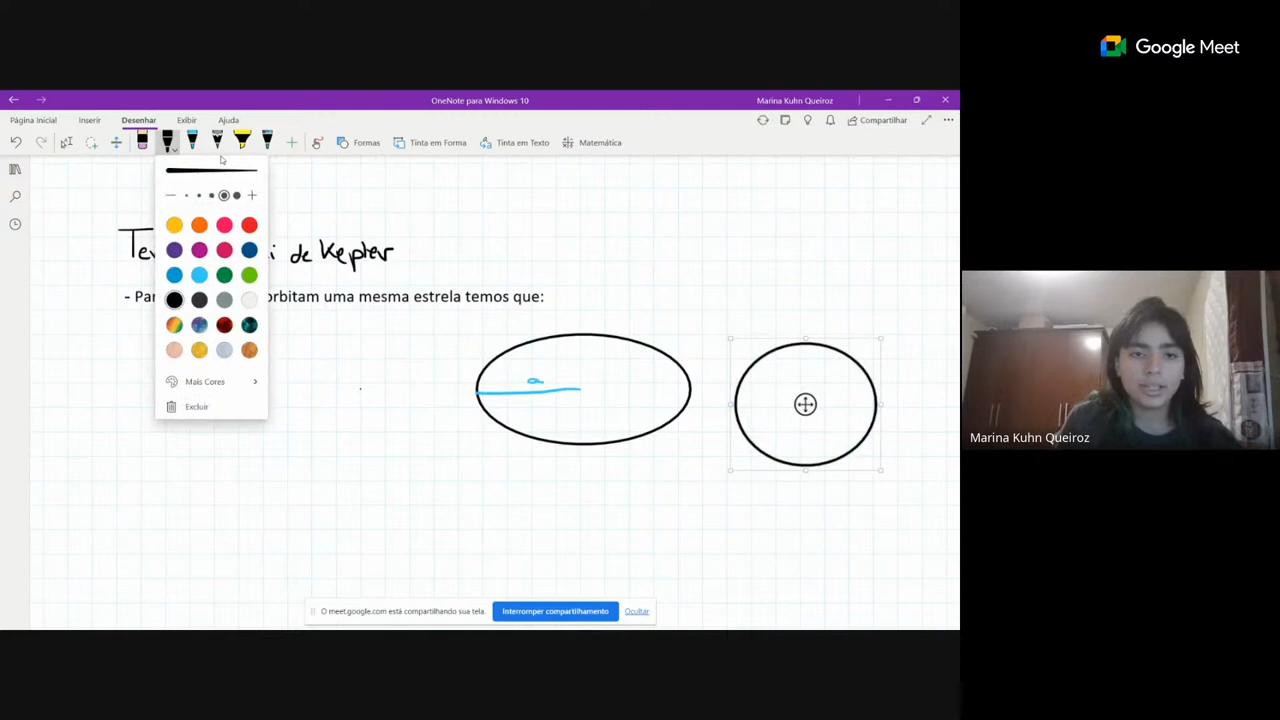 Google Meet
OneNote para Windows 10
Marina Kuhn Queiroz
Página Inicial
Inserir
Desenhar
Exibir
Ajuda
Compartilhar
Formas
Tinta em Forma
Tinta em Texto
Matemática
de Kepler
orbitam uma mesma estrela temos que:
a
Mais Cores
Excluir
Marina Kuhn Queiroz
O meet.google.com está compartilhando sua tela.
Interromper compartilhamento
Ocultar